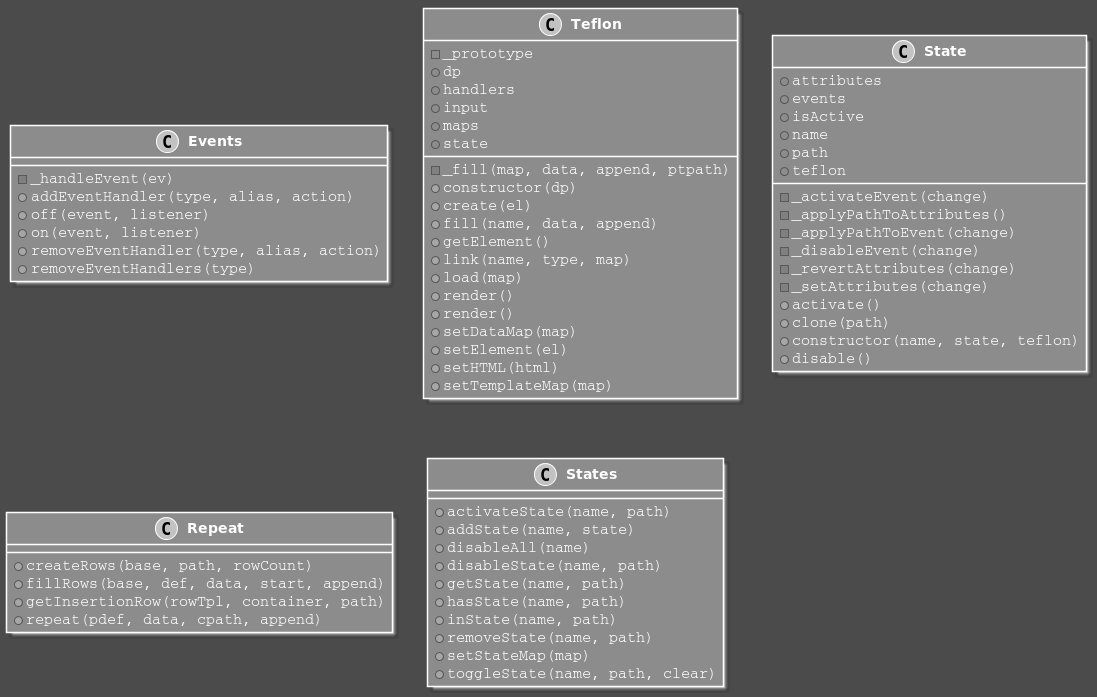 C Events
_handleEvent(ev)
addEventHandler(type, alias, action)
off(event, listener)
on(event, listener)
removeEventHandler(type, alias, action)
removeEventHandlers(type)
C Teflon
_prototype
dp
handlers
input
maps
state
_fill(map, data, append, ptpath)
constructor(dp)
create(el)
fill(name, data, append)
getElement()
link(name, type, map)
load(map)
render()
render()
setDataMap(map)
setElement(el)
setHTML(html)
setTemplateMap(map)
C State
attributes
events
isActive
name
path
teflon
_activateEvent(change)
_applyPathToAttributes()
_applyPathToEvent(change)
_disableEvent(change)
_revertAttributes(change)
_setAttributes(change)
activate()
clone(path)
constructor(name, state, teflon)
disable()
C Repeat
createRows(base, path, rowCount)
fillRows(base, def, data, start, append)
getInsertionRow(rowTpl, container, path)
repeat(pdef, data, cpath, append)
C States
activateState(name, path)
addState(name, state)
disableAll(name)
disableState(name, path)
getState(name, path)
hasState(name, path)
inState(name, path)
removeState(name, path)
setStateMap(map)
toggleState(name, path, clear)